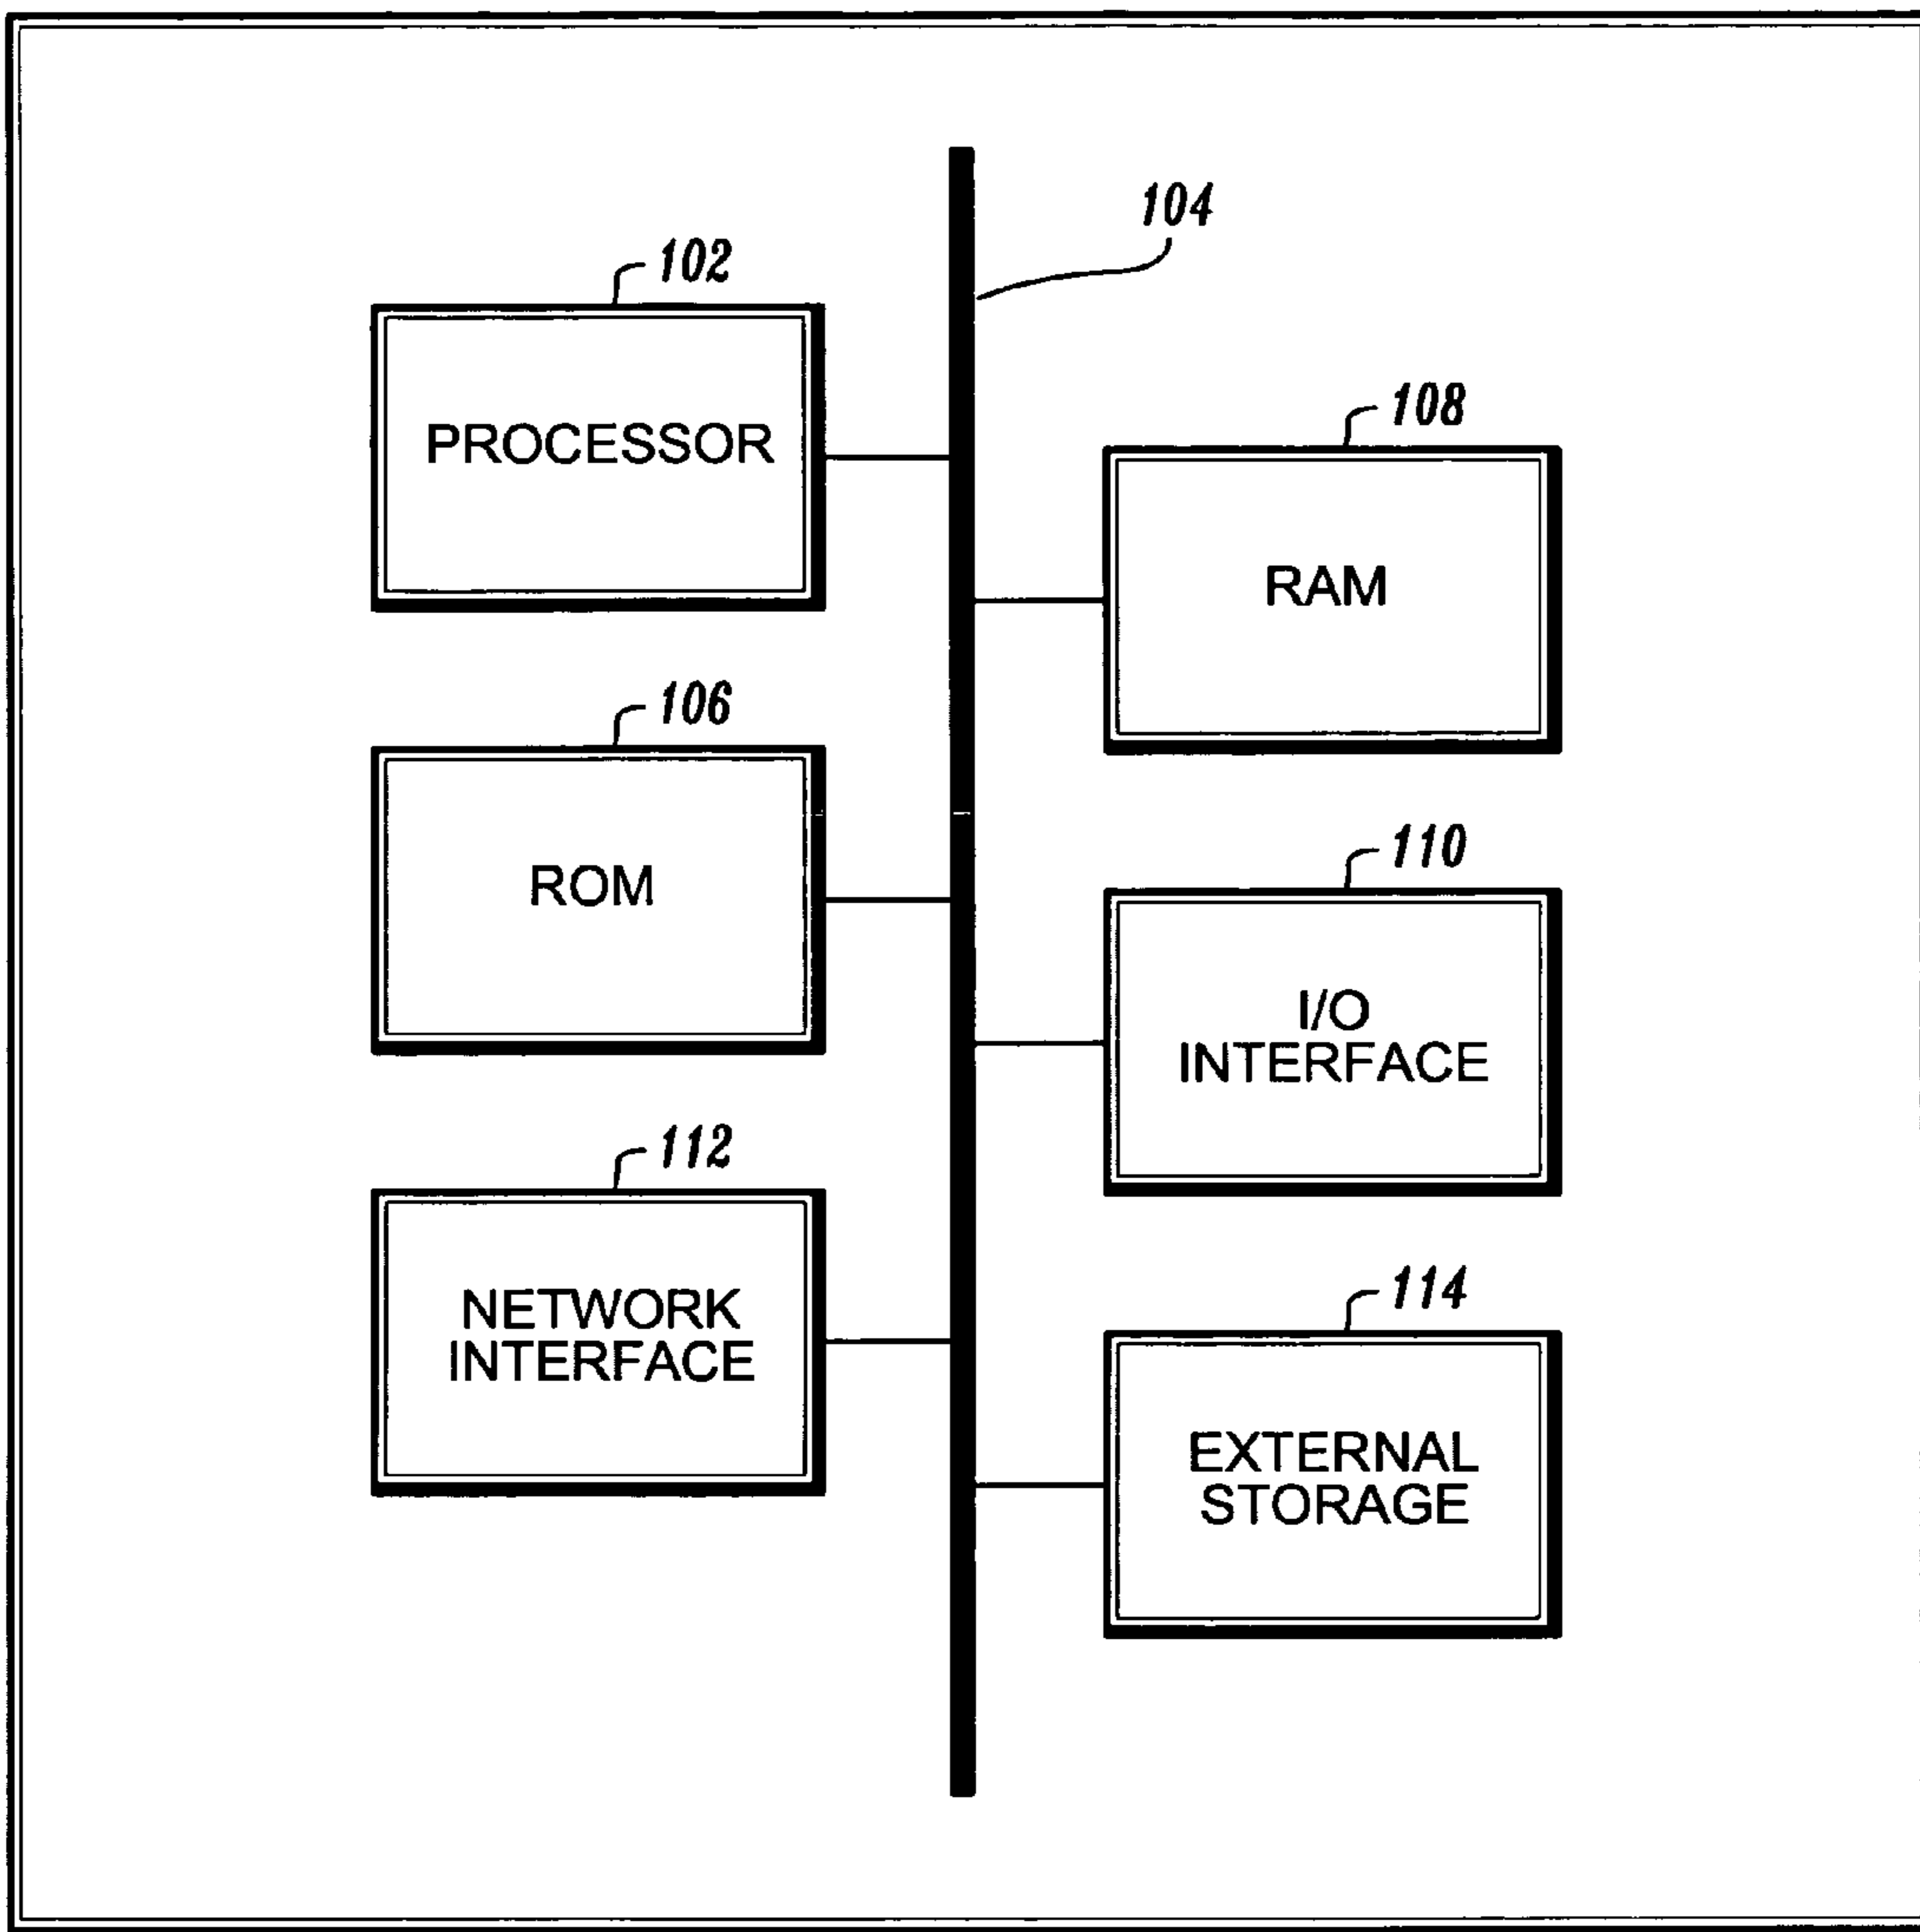 104
102
PROCESSOR
108
RAM
106
ROM
110
I/O
INTERFACE
112
NETWORK
INTERFACE
114
EXTERNAL
STORAGE